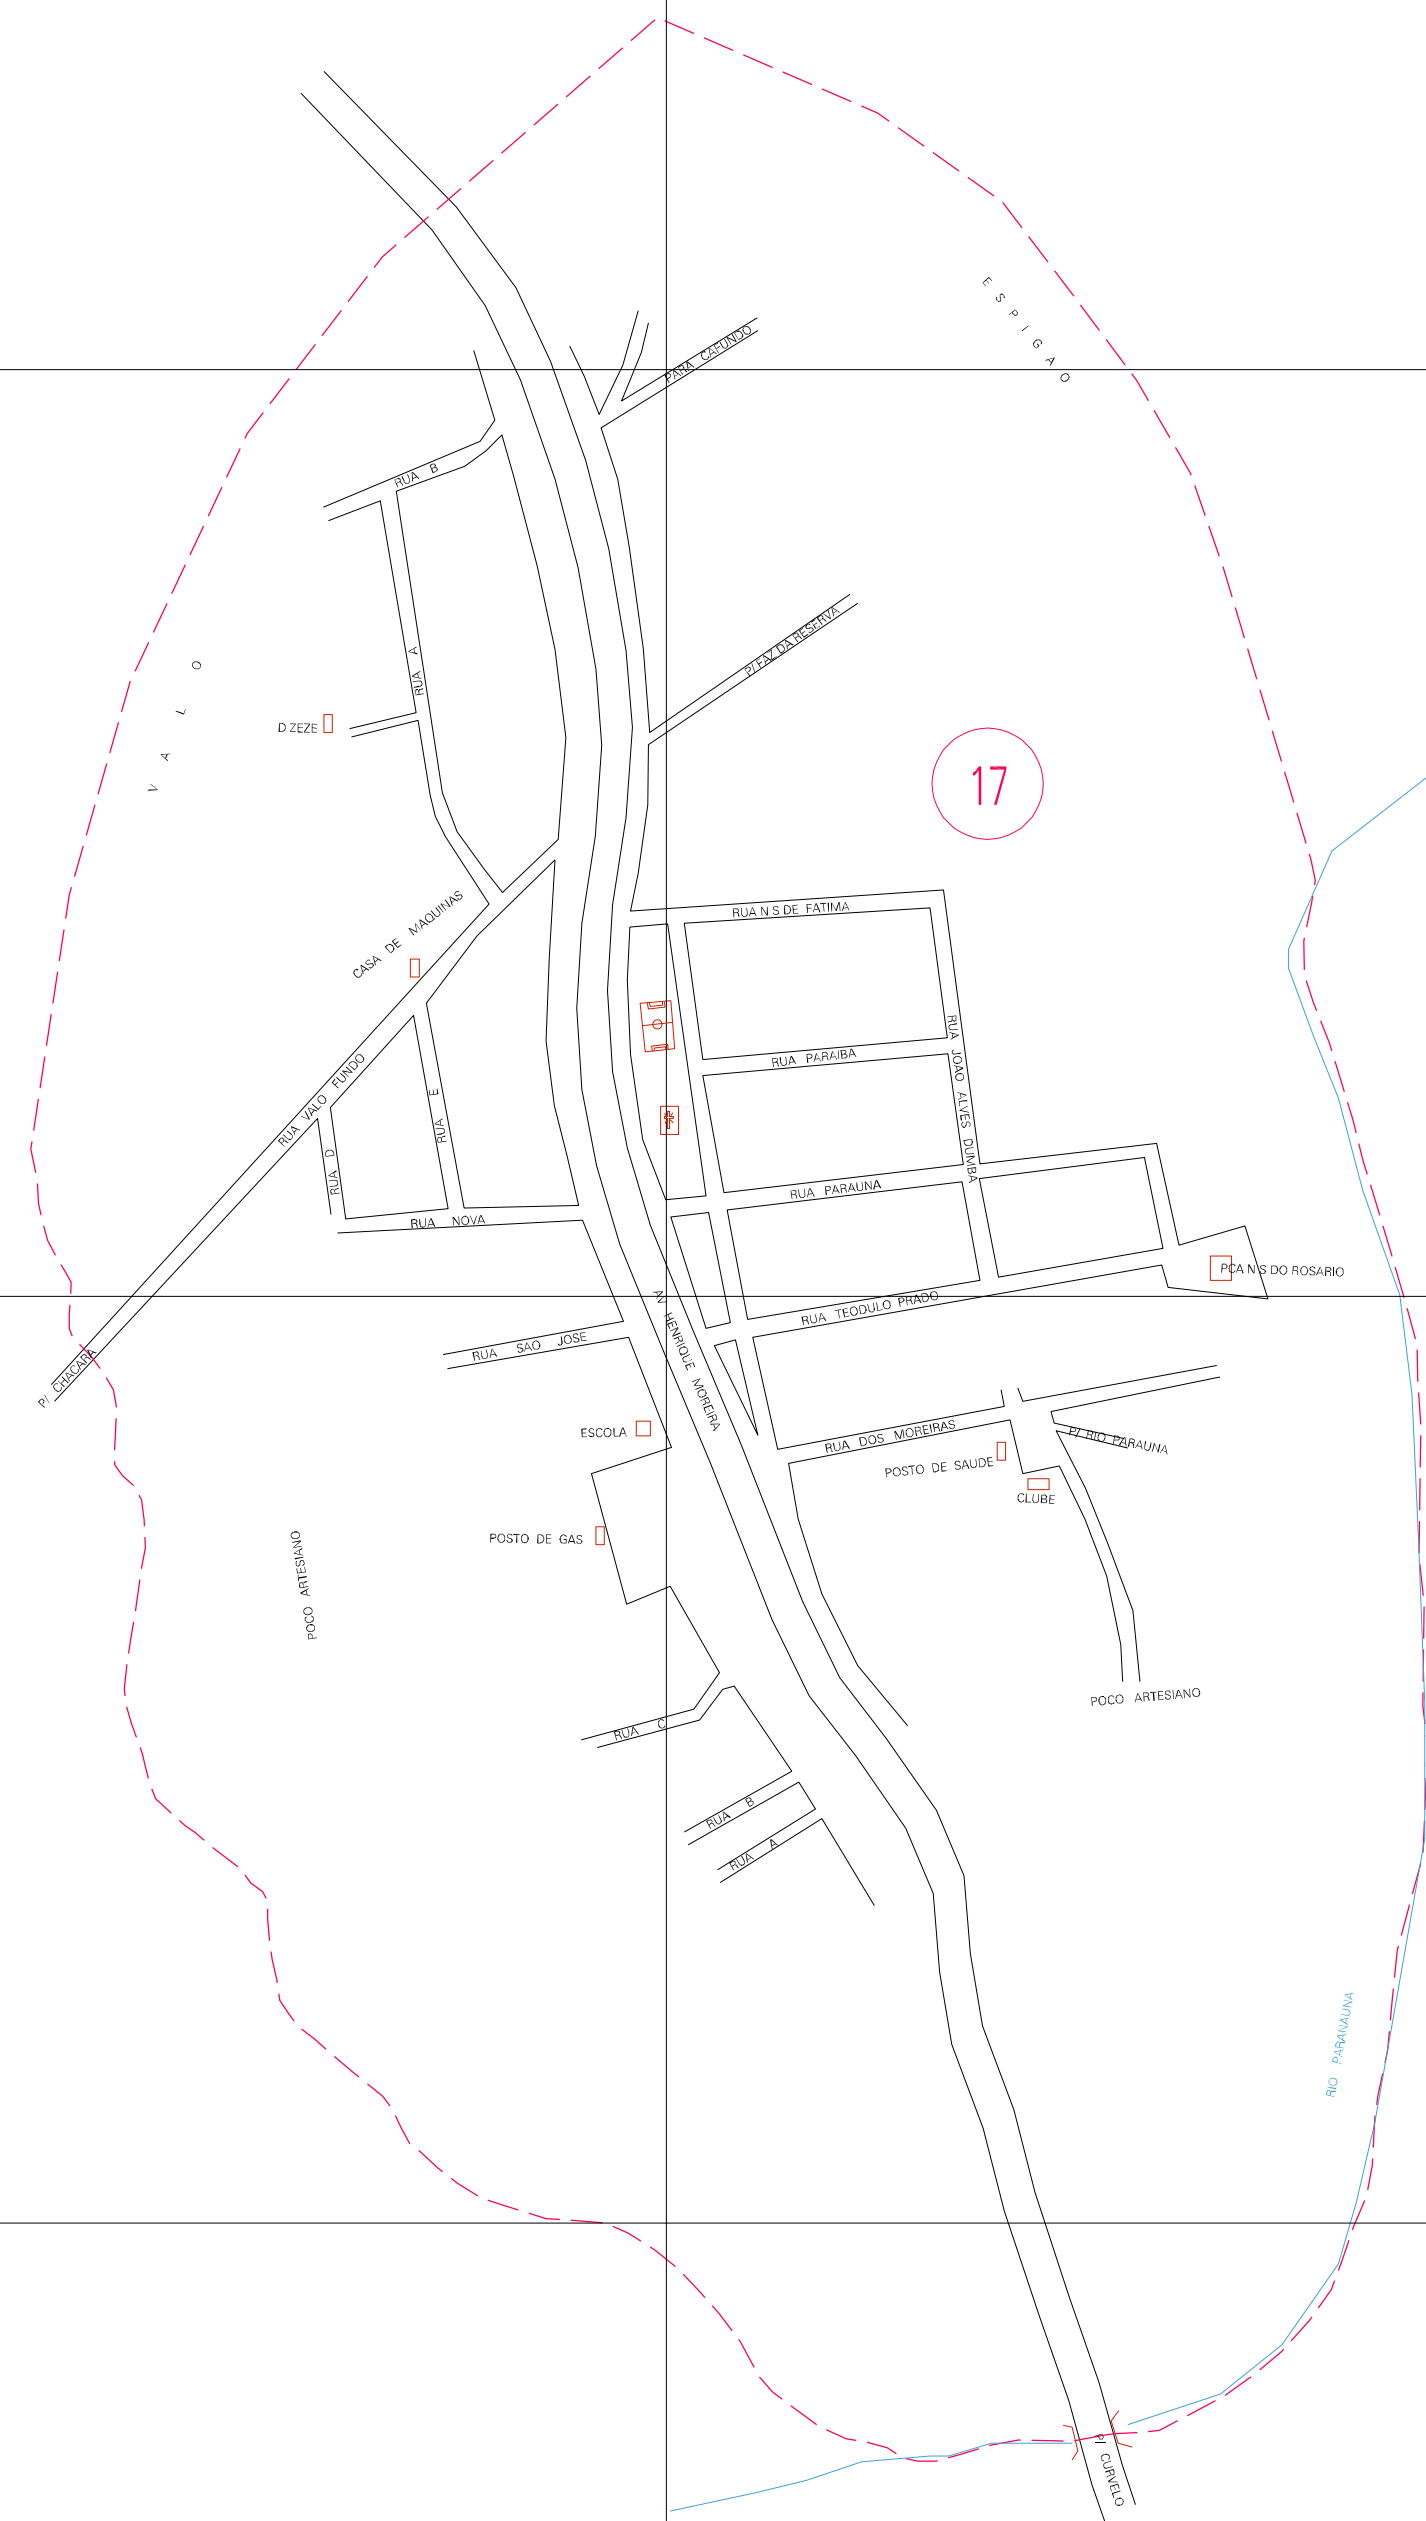 ESPIGAO
PARA CAFUNDO
RUA B
P/ FAZ DA RESERVA
RUA A
VALO
D ZEZE
17
CASA DE MAQUINAS
RUA N S DE FATIMA
RUA JOAO ALVES DUMBA
RUA PARAIBA
RUA VALO FUNDO
RUA E
RUA D
RUA PARAUNA
RUA NOVA
PCA N S DO ROSARIO
RUA TEODULO PRADO
AV HENRIQUE MOREIRA
RUA SAO JOSE
P/ CHACARA
ESCOLA
RUA DOS MOREIRAS
P/ RIO PARAUNA
POSTO DE SAUDE
CLUBE
POSTO DE GAS
POCO ARTESIANO
POCO ARTESIANO
RUA C
RUA B
RUA A
RIO PARANAUNA
P/ CURVELO